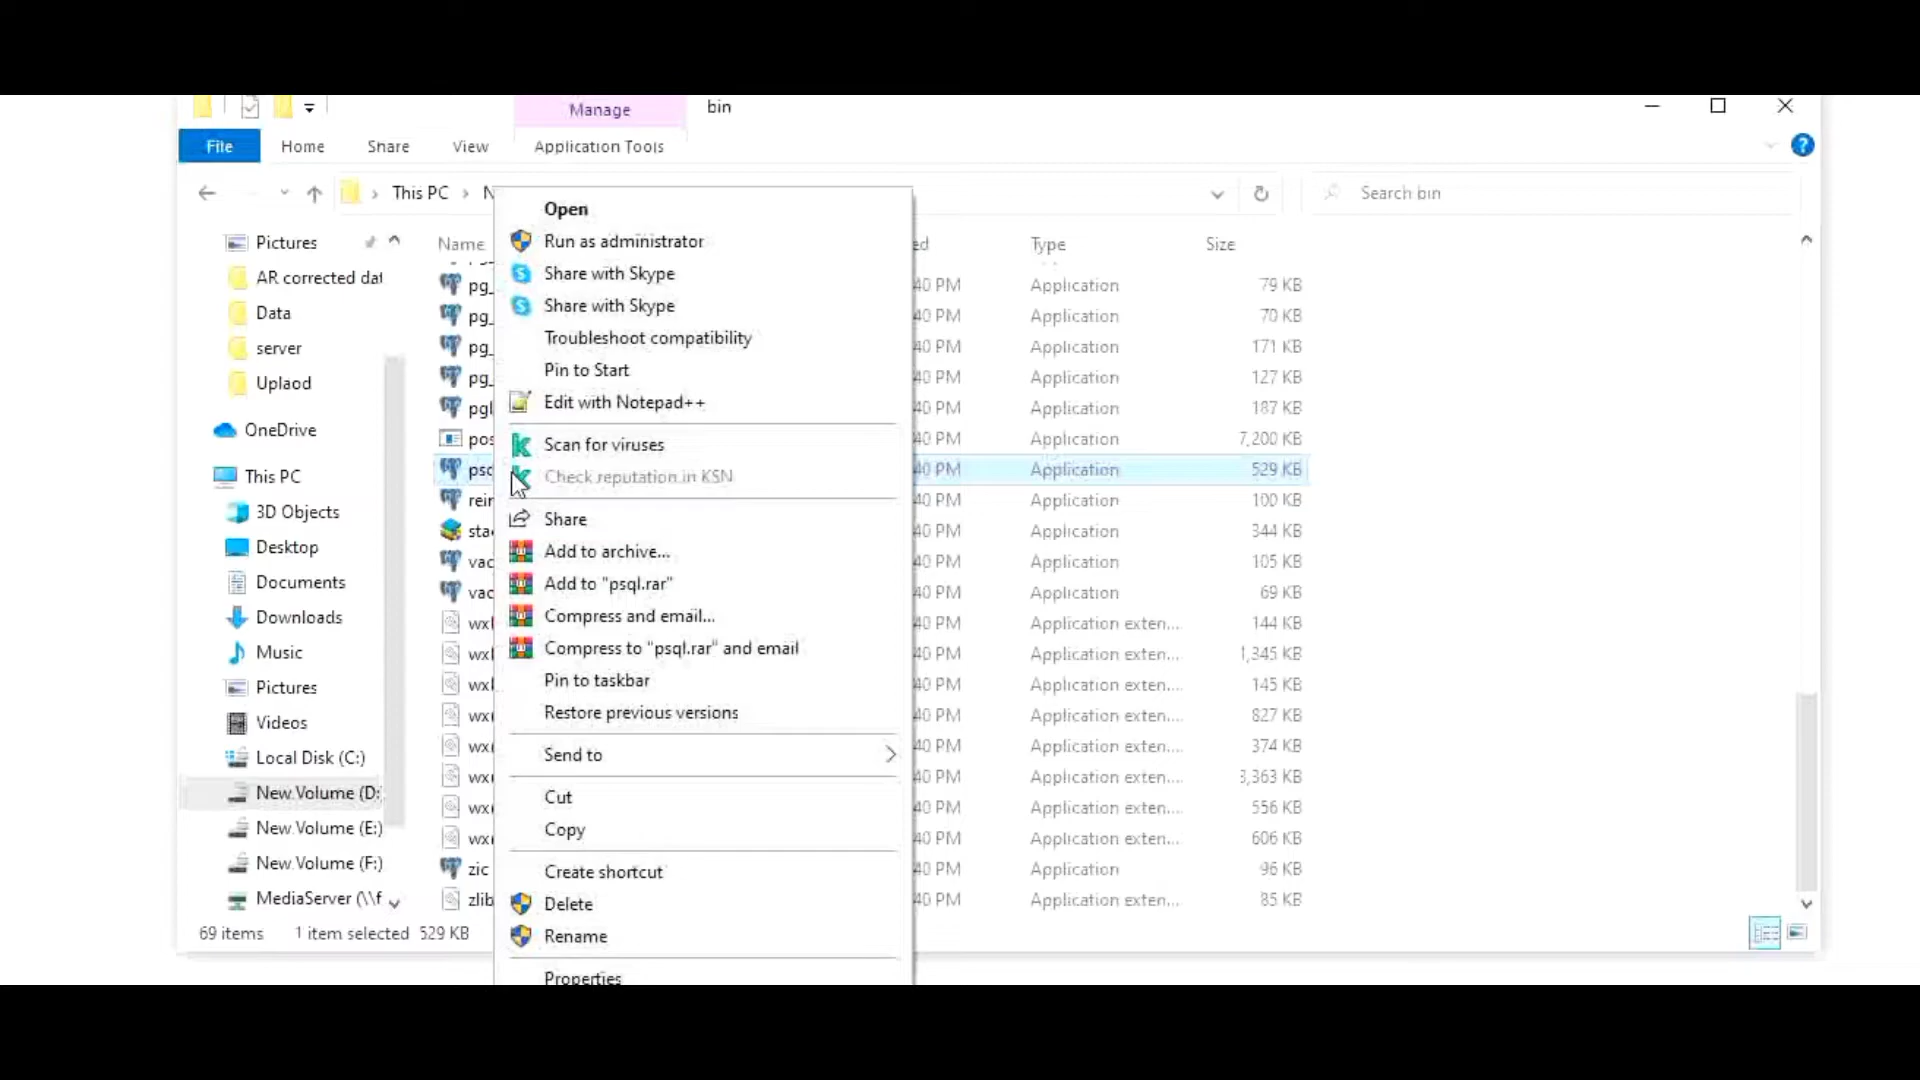 Manage
bin
File
Home
Share
View
Application Tools
This PC
N
Search bin
Pictures
AR corrected dat
Data
server
Uplaod
OneDrive
This PC
3D Objects
Desktop
Documents
Downloads
Music
Pictures
Videos
Local Disk (C:)
New Volume (D:
New Volume (E:)
New Volume (F:)
MediaServer (\\f
Name
ed
Type
Size
pg_
40 PM
Application
79 KB
pg_
40 PM
Application
70 KB
pg_
40 PM
Application
171 KB
pg_
40 PM
Application
127 KB
40 PM
Application
187 KB
pos
40 PM
Application
7,200 KB
40 PM
Application
529 KB
rein
40 PM
Application
100 KB
40 PM
Application
344 KB
vac
40 PM
Application
105 KB
vac
40 PM
Application
69 KB
40 PM
Application exten...
144 KB
40 PM
Application exten...
1,345 KB
40 PM
Application exten...
145 KB
40 PM
Application exten...
827 KB
40 PM
Application exten...
374 KB
40 PM
Application exten...
3,363 KB
40 PM
Application exten...
556 KB
40 PM
Application exten...
606 KB
zic
40 PM
Application
96 KB
zlib
40 PM
Application exten...
85 KB
Open
Run as administrator
Share with Skype
Share with Skype
Troubleshoot compatibility
Pin to Start
Edit with Notepad++
Scan for viruses
Check reputation in KSN
Share
Add to archive...
Add to "psql.rar"
Compress and email...
Compress to "psql.rar" and email
Pin to taskbar
Restore previous versions
Send to
Cut
Copy
Create shortcut
Delete
Rename
Properties
69 items
1 item selected 529 KB